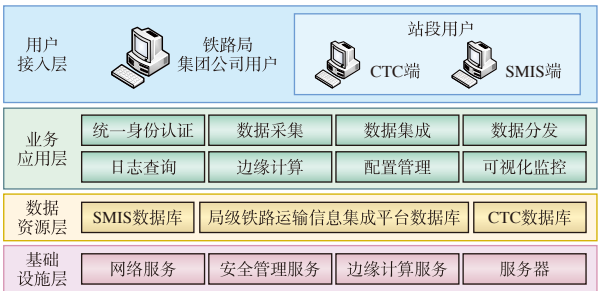 用户
接入层
铁路局
集团公司用户
站段用户
CTC端
SMIS端
业务
应用层
统一身份认证
数据采集
数据集成
数据分发
日志查询
边缘计算
配置管理
可视化监控
数据
资源层
SMIS数据库
局级铁路运输信息集成平台数据库
CTC数据库
基础
设施层
网络服务
安全管理服务
边缘计算服务
服务器